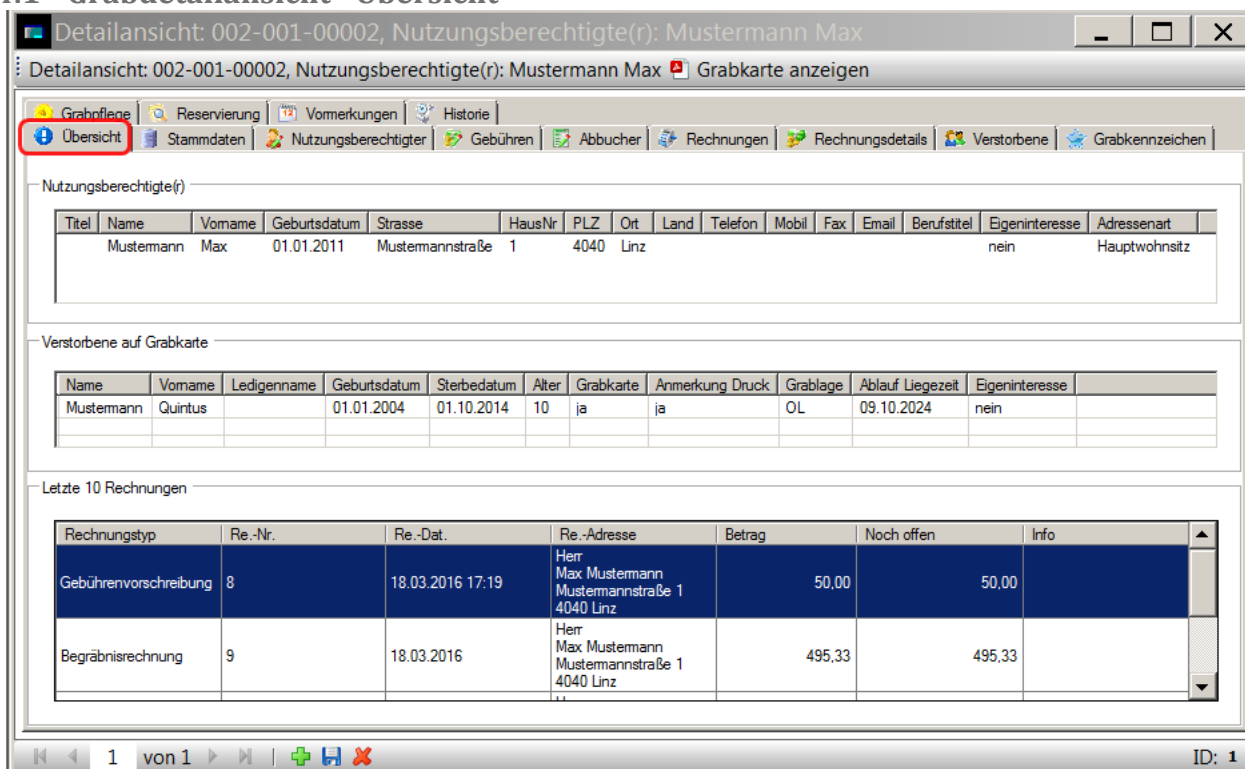 Grabdetailansicht Übersicht
Detailansicht: 002-001-00002, Nutzungsberechtigte(r): Mustermann Max
Detailansicht: 002-001-00002, Nutzungsberechtigte(r): Mustermann Max Grabkarte anzeigen
Grabpflege Reservierung Vormerkungen Historie
Übersicht Stammdaten Nutzungsberechtigter Gebühren Abbucher Rechnungen Rechnungsdetails Verstorbene Grabkennzeichen
Nutzungsberechtigte(r)
Titel Name Vorname Geburtsdatum Strasse HausNr PLZ Ort Land Telefon Mobil Fax Email Berufstitel Eigeninteresse Adressenart
Mustermann Max 01.01.2011 Mustermannstraße 1 4040 Linz nein Hauptwohnsitz
Verstorbene auf Grabkarte
Name Vorname Ledigenname Geburtsdatum Sterbedatum Alter Grabkarte Anmerkung Druck Grablage Ablauf Liegezeit Eigeninteresse
Mustermann Quintus 01.01.2004 01.10.2014 10 ja ja OL 09.10.2024 nein
Letzte 10 Rechnungen
Rechnungstyp Re.-Nr. Re.-Dat. Re.-Adresse Betrag Noch offen Info
Gebührenvorschreibung 8 18.03.2016 17:19 Herr
Max Mustermann
Mustermannstraße 1
4040 Linz 50,00 50,00
Begräbnisrechnung 9 18.03.2016 Herr
Max Mustermann
Mustermannstraße 1
4040 Linz 495,33 495,33
1 von 1 ID: 1